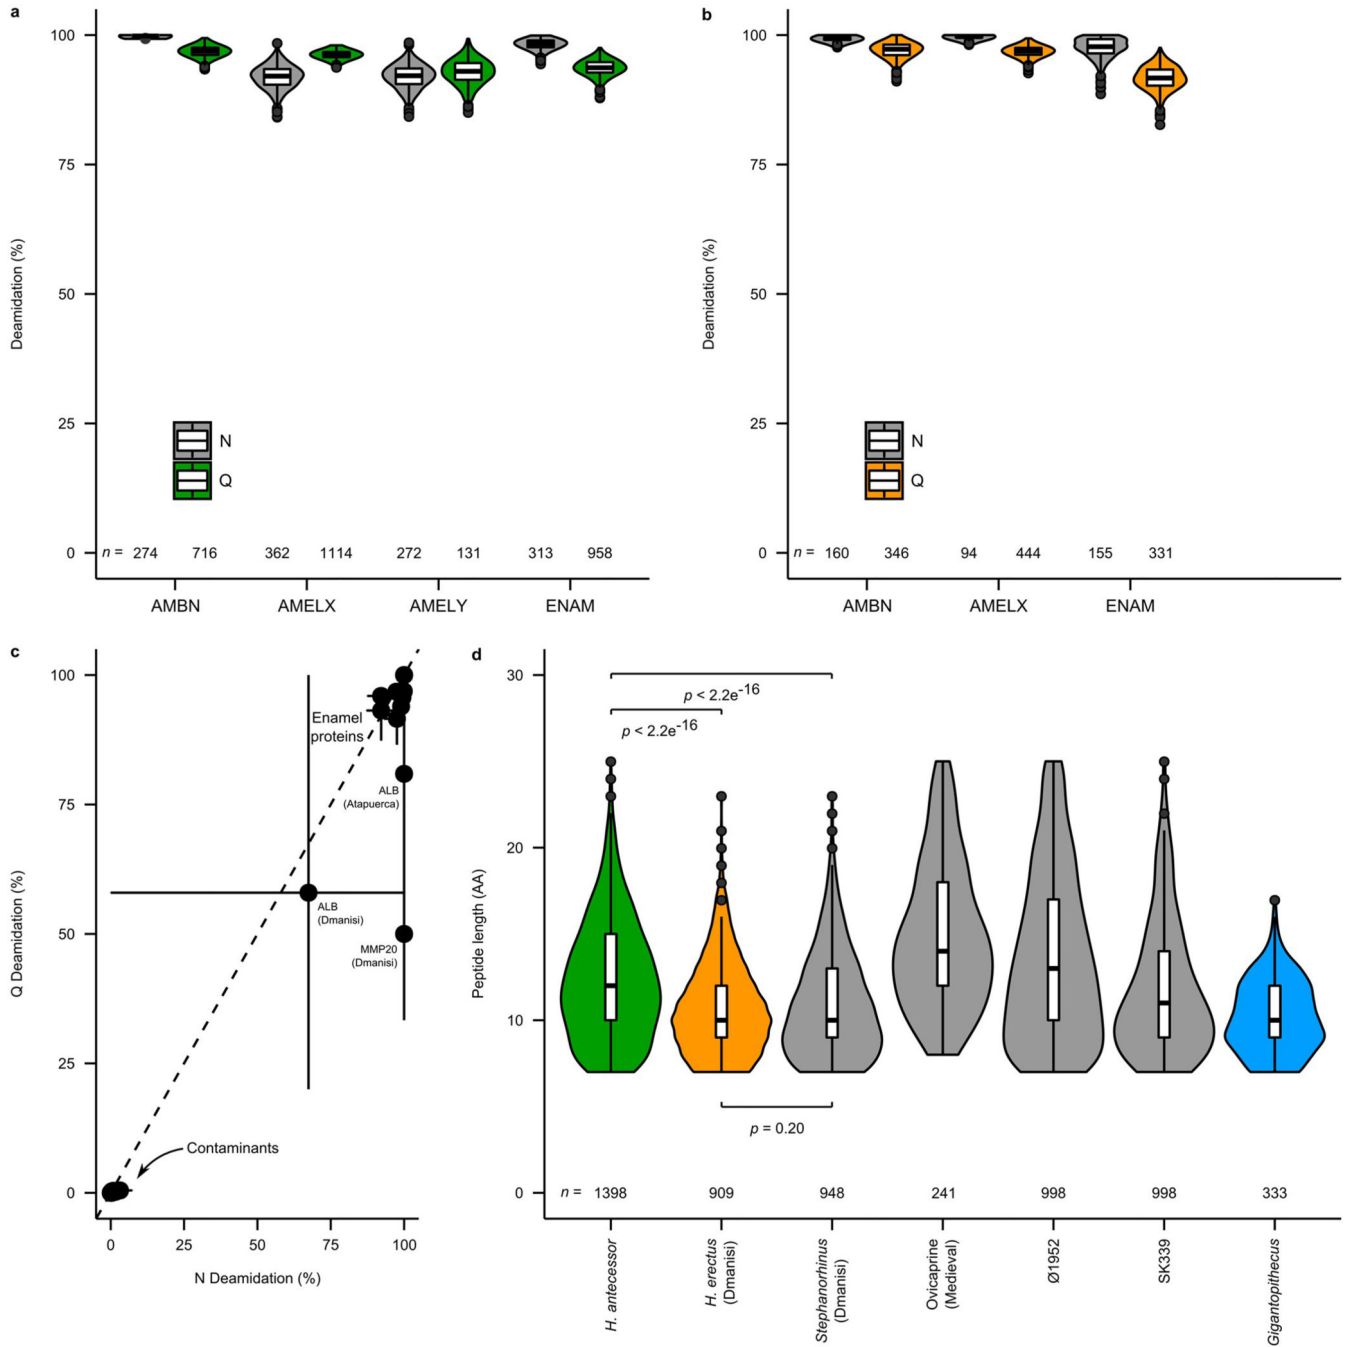 a
100
75
50
25
0
Deamidation (%)
N
Q
n = 274 716 362 1114 272 131 313 958
AMBN AMELX AMELY ENAM
b
100
75
50
25
0
Deamidation (%)
N
Q
n = 160 346 94 444 155 331
AMBN AMELX ENAM
c
100
75
50
25
0
Q Deamidation (%)
Enamel
proteins
ALB
(Atapuerca)
ALB
(Dmanisi)
MMP20
(Dmanisi)
Contaminants
0 25 50 75 100
N Deamidation (%)
d
30
20
10
0
Peptide length (AA)
p < 2.2e-16
p < 2.2e-16
p = 0.20
n = 1398 909 948 241 998 998 333
H. antecessor
H. erectus
(Dmanisi)
Stephanorhinus
(Dmanisi)
Ovicaprine
(Medieval)
Ø1952
SK339
Gigantopithecus